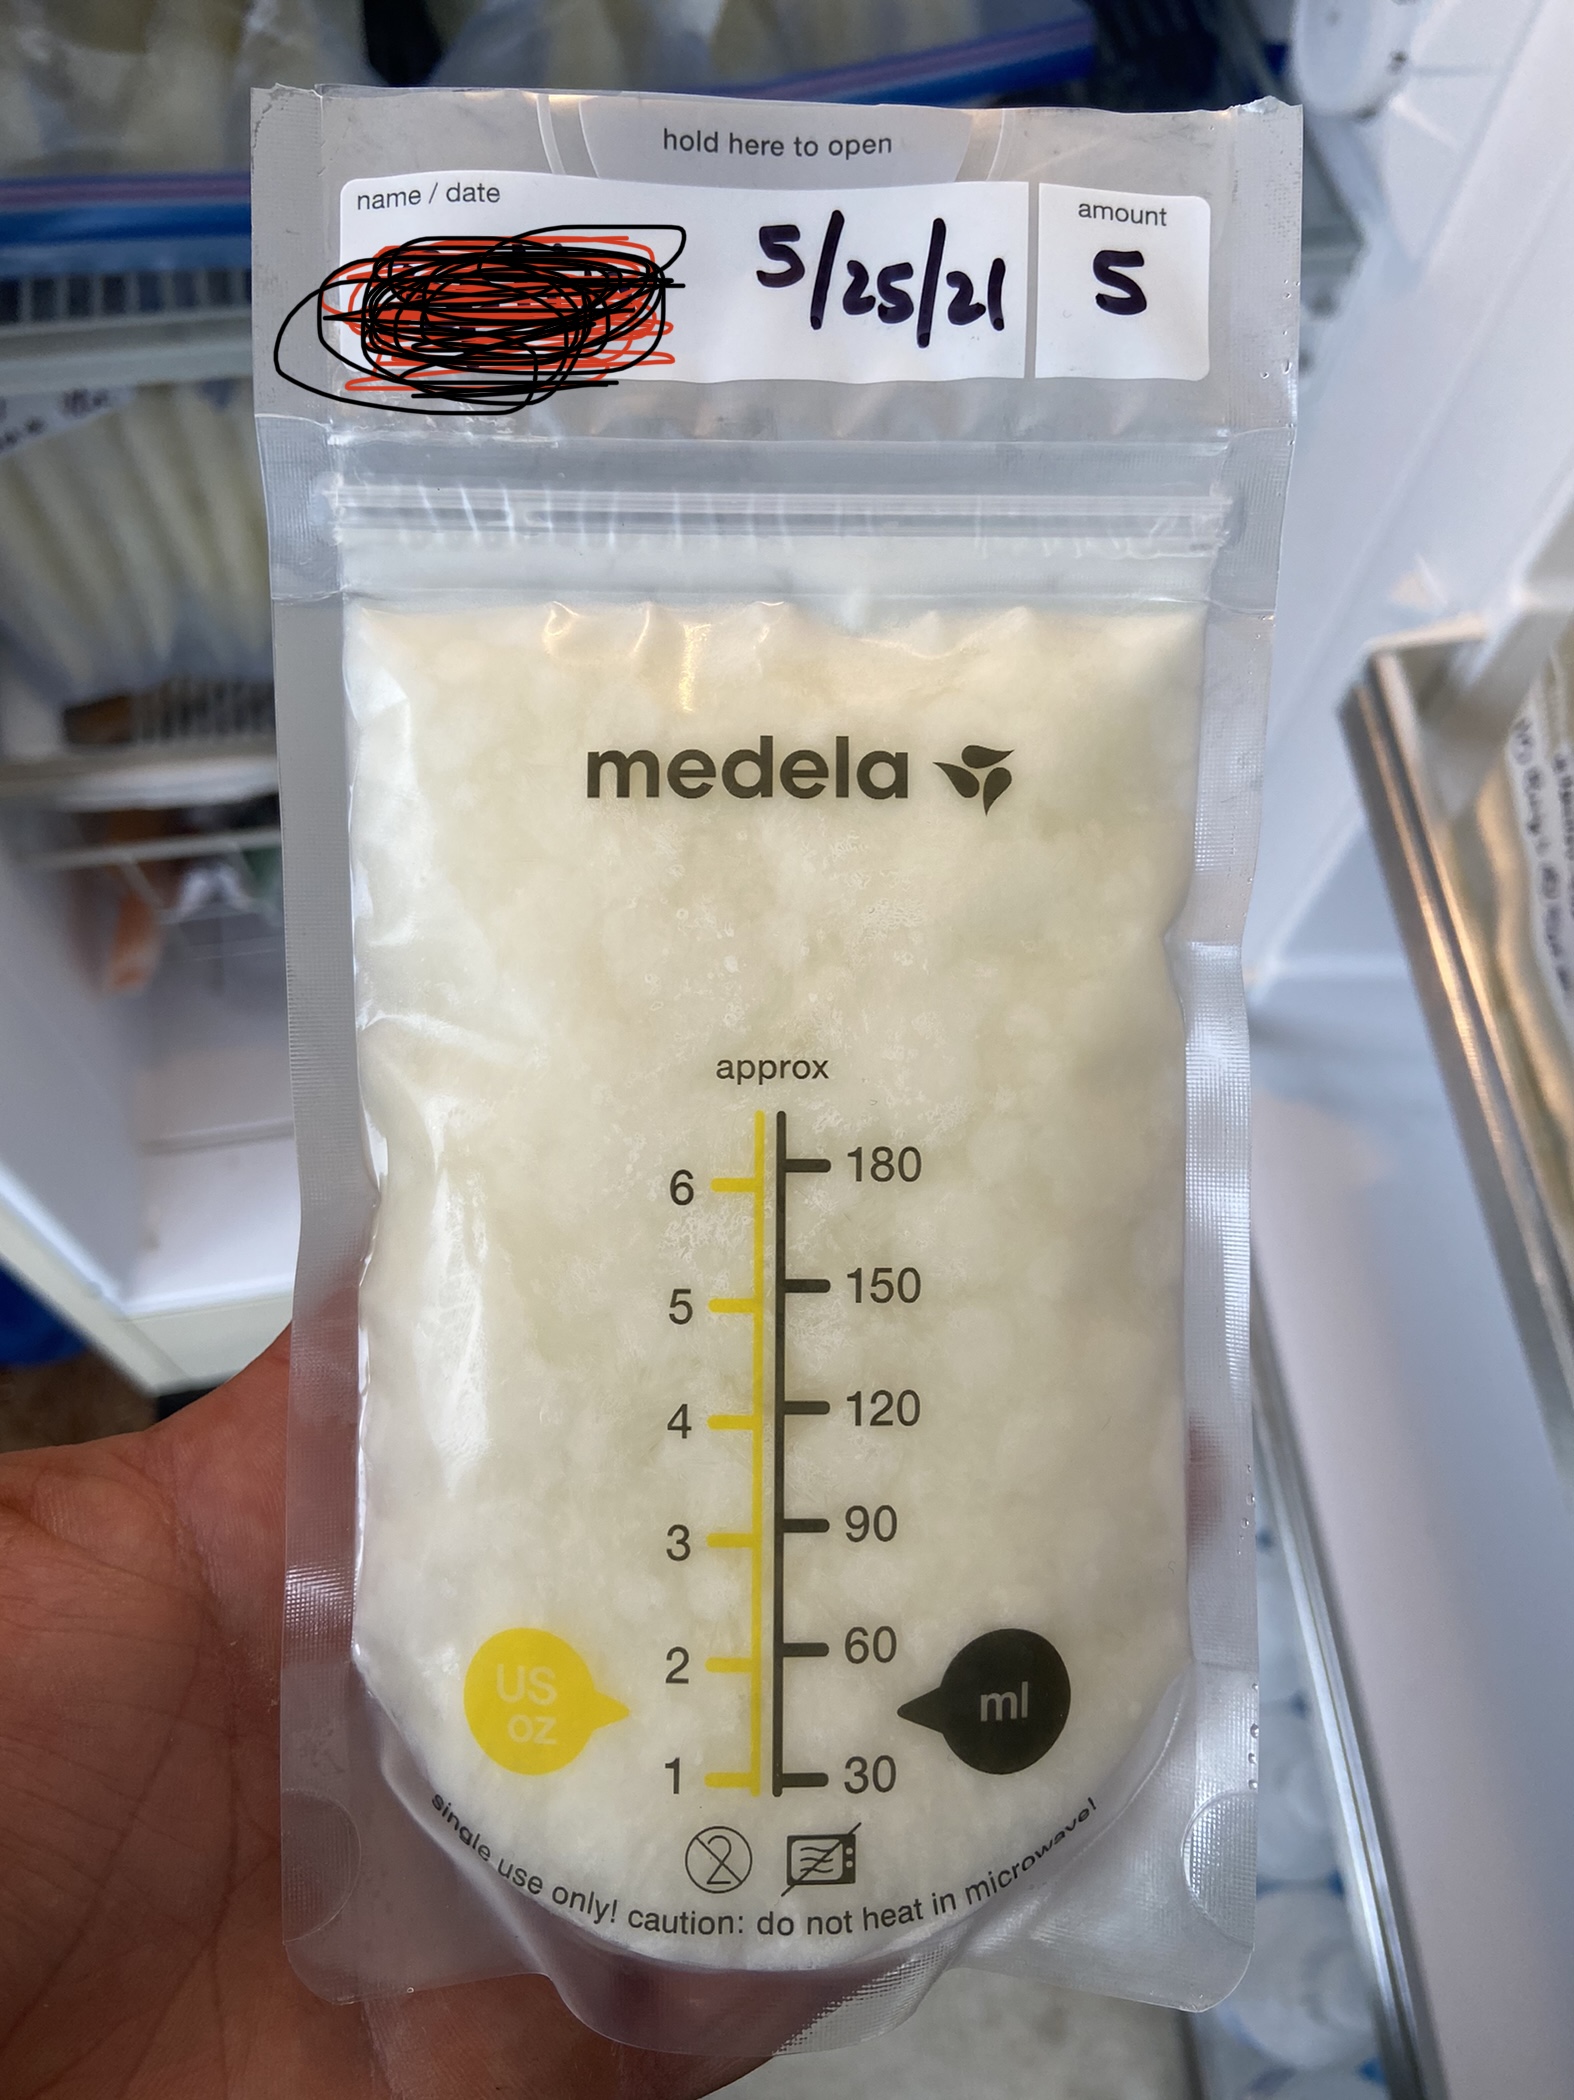 hold here to open
name / date
amount
5/25/21
5
medela
approx
6
180
5
150
4
120
3
90
2
60
US
oz
ml
1
30
2
single use only! caution: do not heat in microwave!